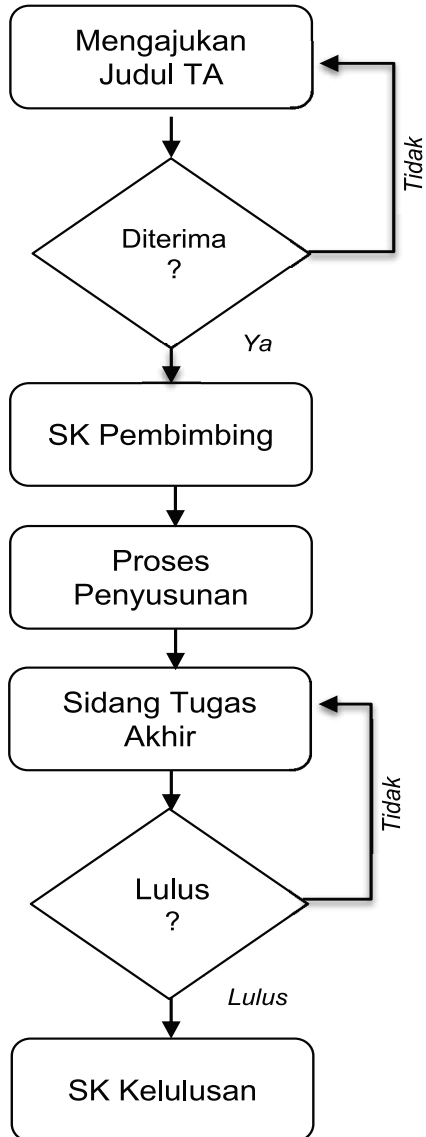 Mengajukan
Judul TA
Tidak
Diterima
?
Ya
SK Pembimbing
Proses
Penyusunan
Sidang Tugas
Akhir
Tidak
Lulus
?
Lulus
SK Kelulusan